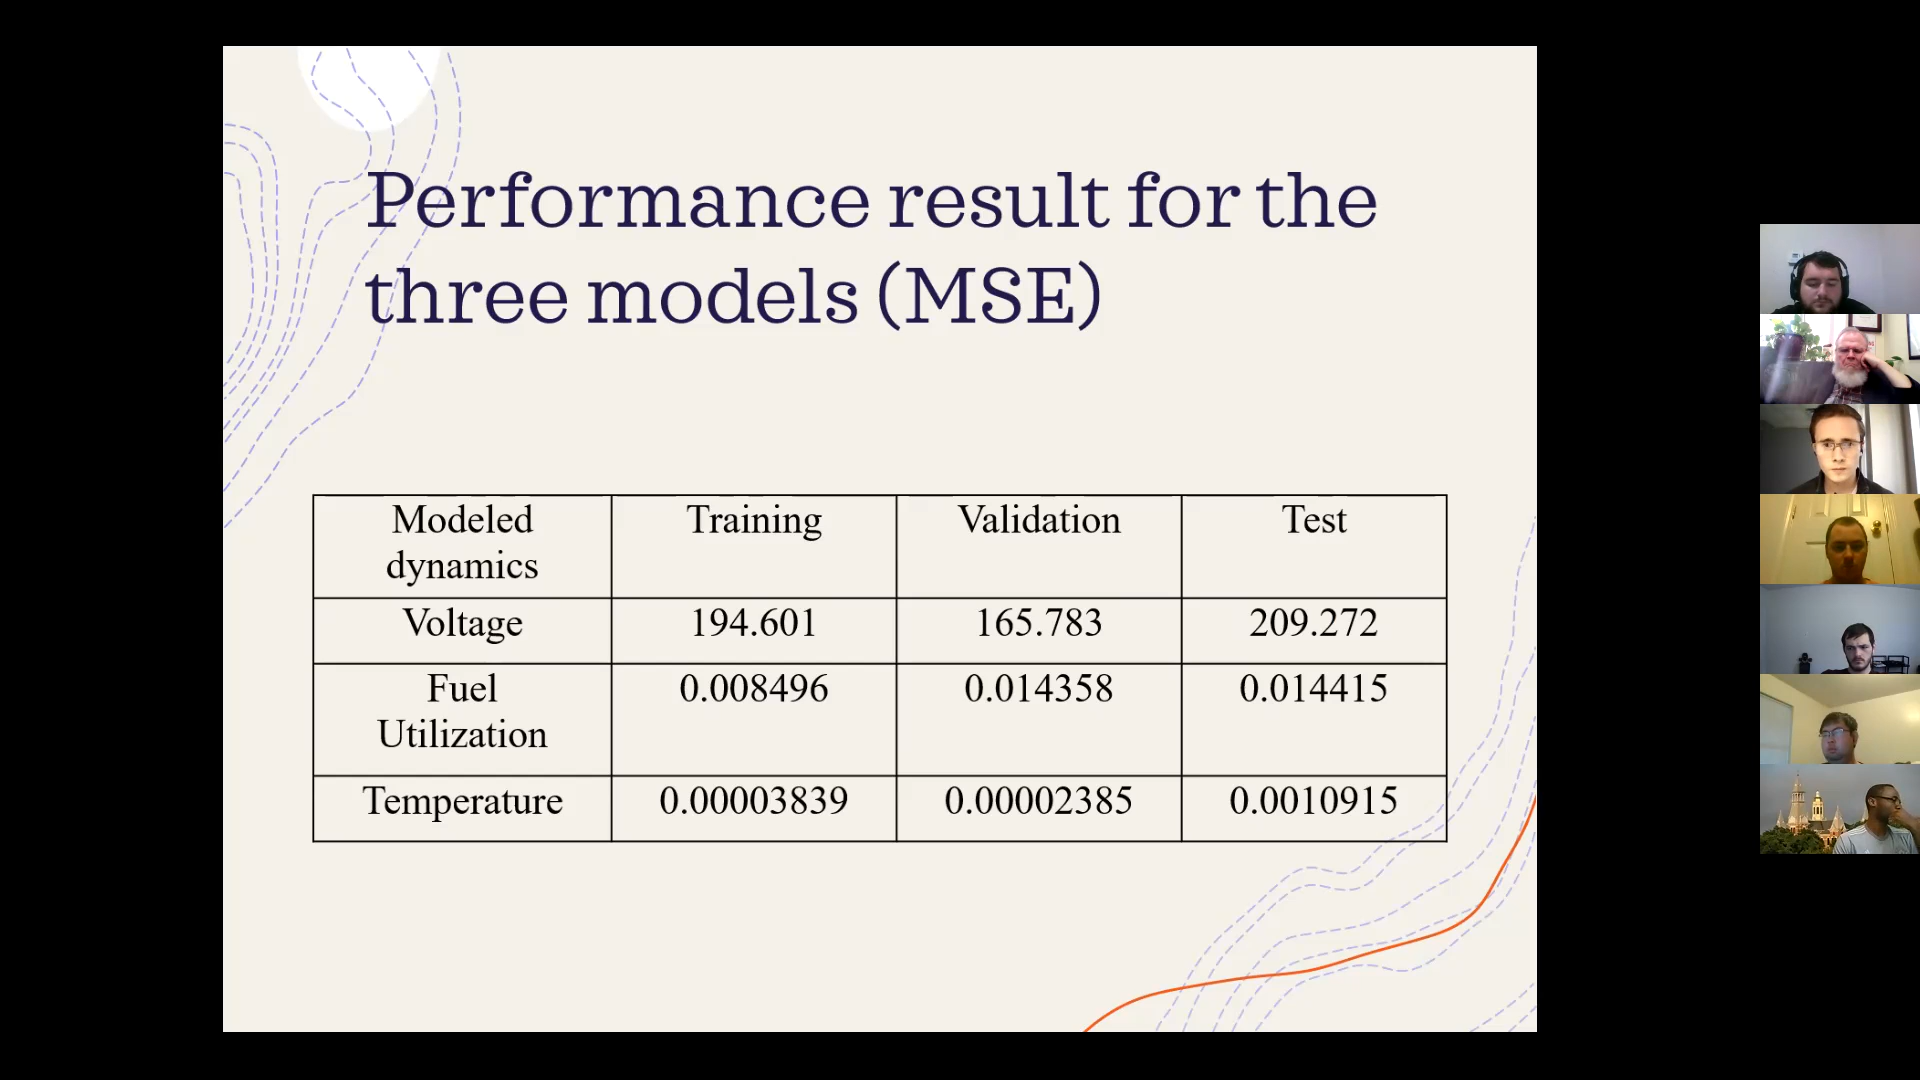 Performance result for the
three models (MSE)
Modeled
dynamics
Training
Validation
Test
Voltage
194.601
165.783
209.272
Fuel
Utilization
0.008496
0.014358
0.014415
Temperature
0.00003839
0.00002385
0.0010915